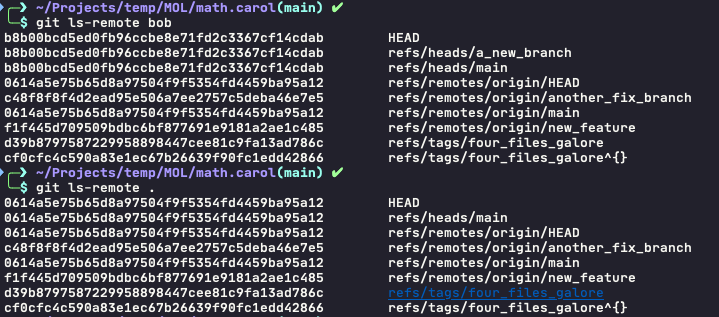 ~/Projects/temp/MOL/math.carol(main) ✔
$ git ls-remote bob
b8b00bcd5ed0fb96ccbe8e71fd2c3367cf14cdab HEAD
b8b00bcd5ed0fb96ccbe8e71fd2c3367cf14cdab refs/heads/a_new_branch
b8b00bcd5ed0fb96ccbe8e71fd2c3367cf14cdab refs/heads/main
0614a5e75b65d8a97504f9f5354fd4459ba95a12 refs/remotes/origin/HEAD
c48f8f8f4d2ead95e506a7ee2757c5deba46e7e5 refs/remotes/origin/another_fix_branch
0614a5e75b65d8a97504f9f5354fd4459ba95a12 refs/remotes/origin/main
f1f445d709509bdbc6bf877691e9181a2ae1c485 refs/remotes/origin/new_feature
d39b8797587229958898447cee81c9fa13ad786c refs/tags/four_files_galore
cf0cfc4c590a83e1ec67b26639f90fc1edd42866 refs/tags/four_files_galore^{}
~/Projects/temp/MOL/math.carol(main) ✔
$ git ls-remote .
0614a5e75b65d8a97504f9f5354fd4459ba95a12 HEAD
0614a5e75b65d8a97504f9f5354fd4459ba95a12 refs/heads/main
0614a5e75b65d8a97504f9f5354fd4459ba95a12 refs/remotes/origin/HEAD
c48f8f8f4d2ead95e506a7ee2757c5deba46e7e5 refs/remotes/origin/another_fix_branch
0614a5e75b65d8a97504f9f5354fd4459ba95a12 refs/remotes/origin/main
f1f445d709509bdbc6bf877691e9181a2ae1c485 refs/remotes/origin/new_feature
d39b8797587229958898447cee81c9fa13ad786c refs/tags/four_files_galore
cf0cfc4c590a83e1ec67b26639f90fc1edd42866 refs/tags/four_files_galore^{}